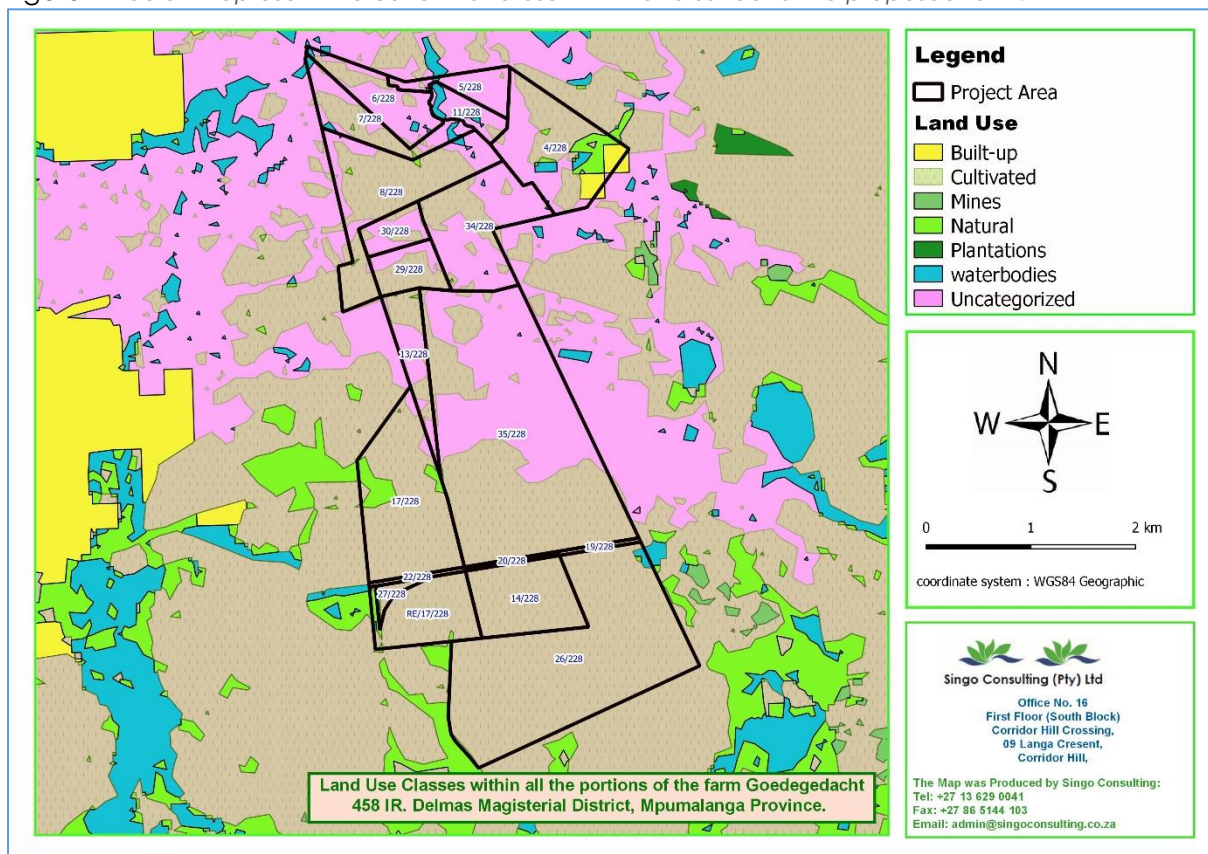 Legend
Project Area
Land Use
Built-up
Cultivated
Mines
Natural
Plantations
waterbodies
Uncategorized
5/228
6/228
11/228
7/228
4/228
8/228
34/228
30/228
29/228
13/228
35/228
17/228
19/228
20/228
22/228
27/228
14/228
RE/17/228
26/228
N
W E
S
0 1 2 km
coordinate system : WGS84 Geographic
Singo Consulting (Pty) Ltd
Office No. 16
First Floor (South Block)
Corridor Hill Crossing,
09 Langa Cresent,
Corridor Hill,
The Map was Produced by Singo Consulting:
Tel: +27 13 629 0041
Fax: +27 86 5144 103
Email: admin@singoconsulting.co.za
Land Use Classes within all the portions of the farm Goedegedacht
458 IR. Delmas Magisterial District, Mpumalanga Province.